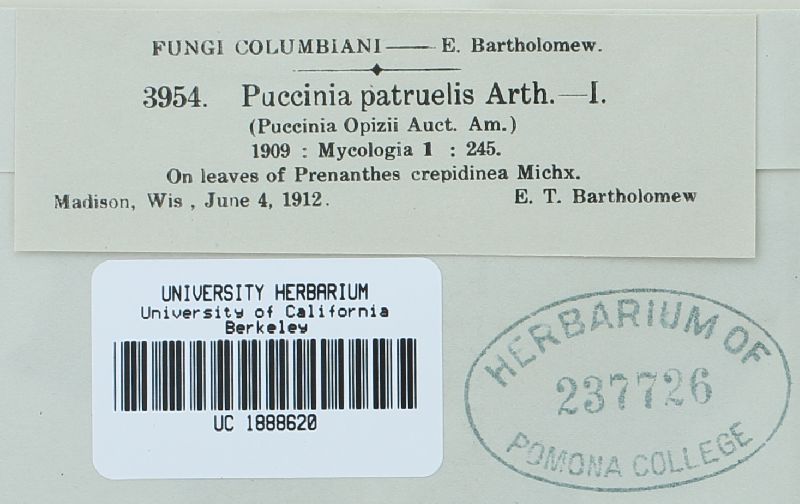 FUNGI COLUMBIANI — E. Bartholomew.
3954. Puccinia patruelis Arth.—I.
(Puccinia Opizii Auct. Am.)
1909 : Mycologia 1 : 245.
On leaves of Prenanthes crepidinea Michx.
Madison, Wis , June 4, 1912. E. T. Bartholomew
UNIVERSITY HERBARIUM
University of California
Berkeley
UC 1888620
HERBARIUM OF
237726
POMONA COLLEGE